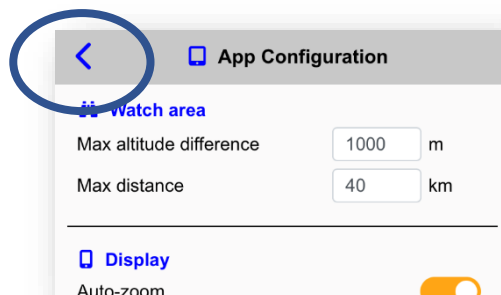 App Configuration
Watch area
Max altitude difference 1000 m
Max distance 40 km
Display
Auto-zoom